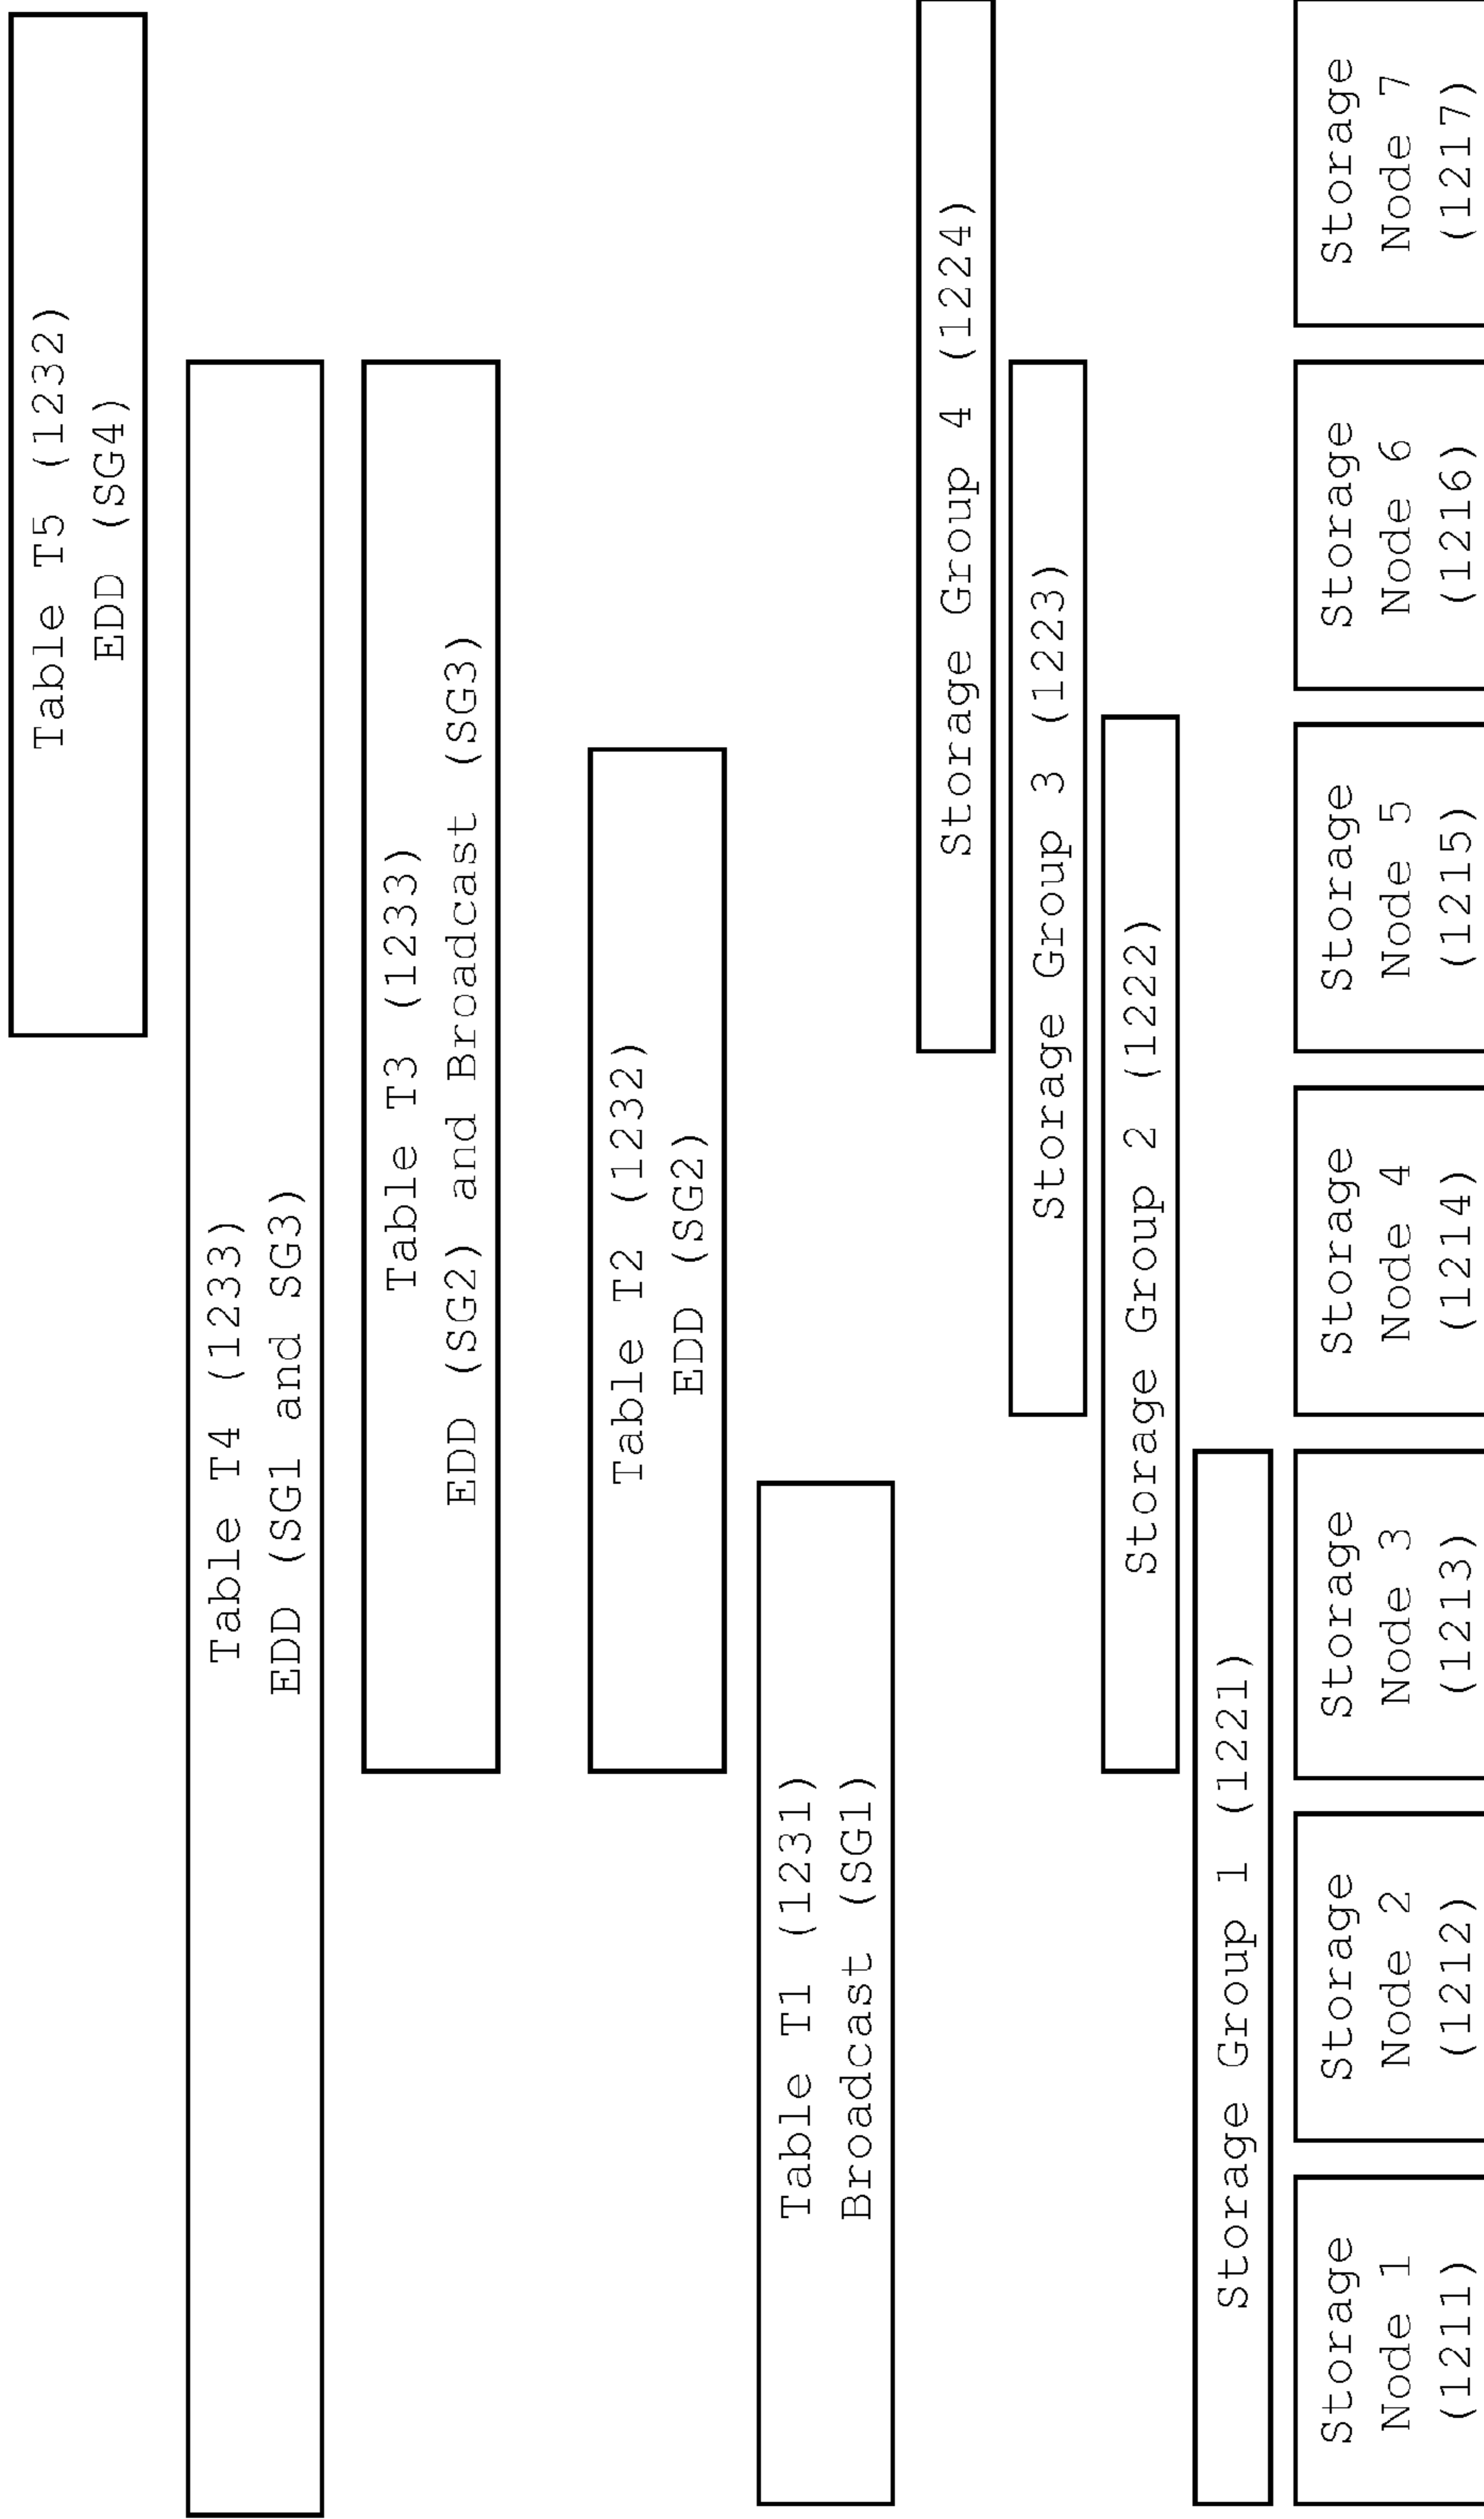 Table T5 (1232)
EDD (SG4)
Table T4 (1233)
EDD (SG1 and SG3)
Table T3 (1233)
EDD (SG2) and Broadcast (SG3)
Table T2 (1232)
EDD (SG2)
Table T1 (1231)
Broadcast (SG1)
Storage Group 4 (1224)
Storage Group 3 (1223)
Storage Group 2 (1222)
Storage Group 1 (1221)
Storage
Node 1
(1211)
Storage
Node 2
(1212)
Storage
Node 3
(1213)
Storage
Node 4
(1214)
Storage
Node 5
(1215)
Storage
Node 6
(1216)
Storage
Node 7
(1217)